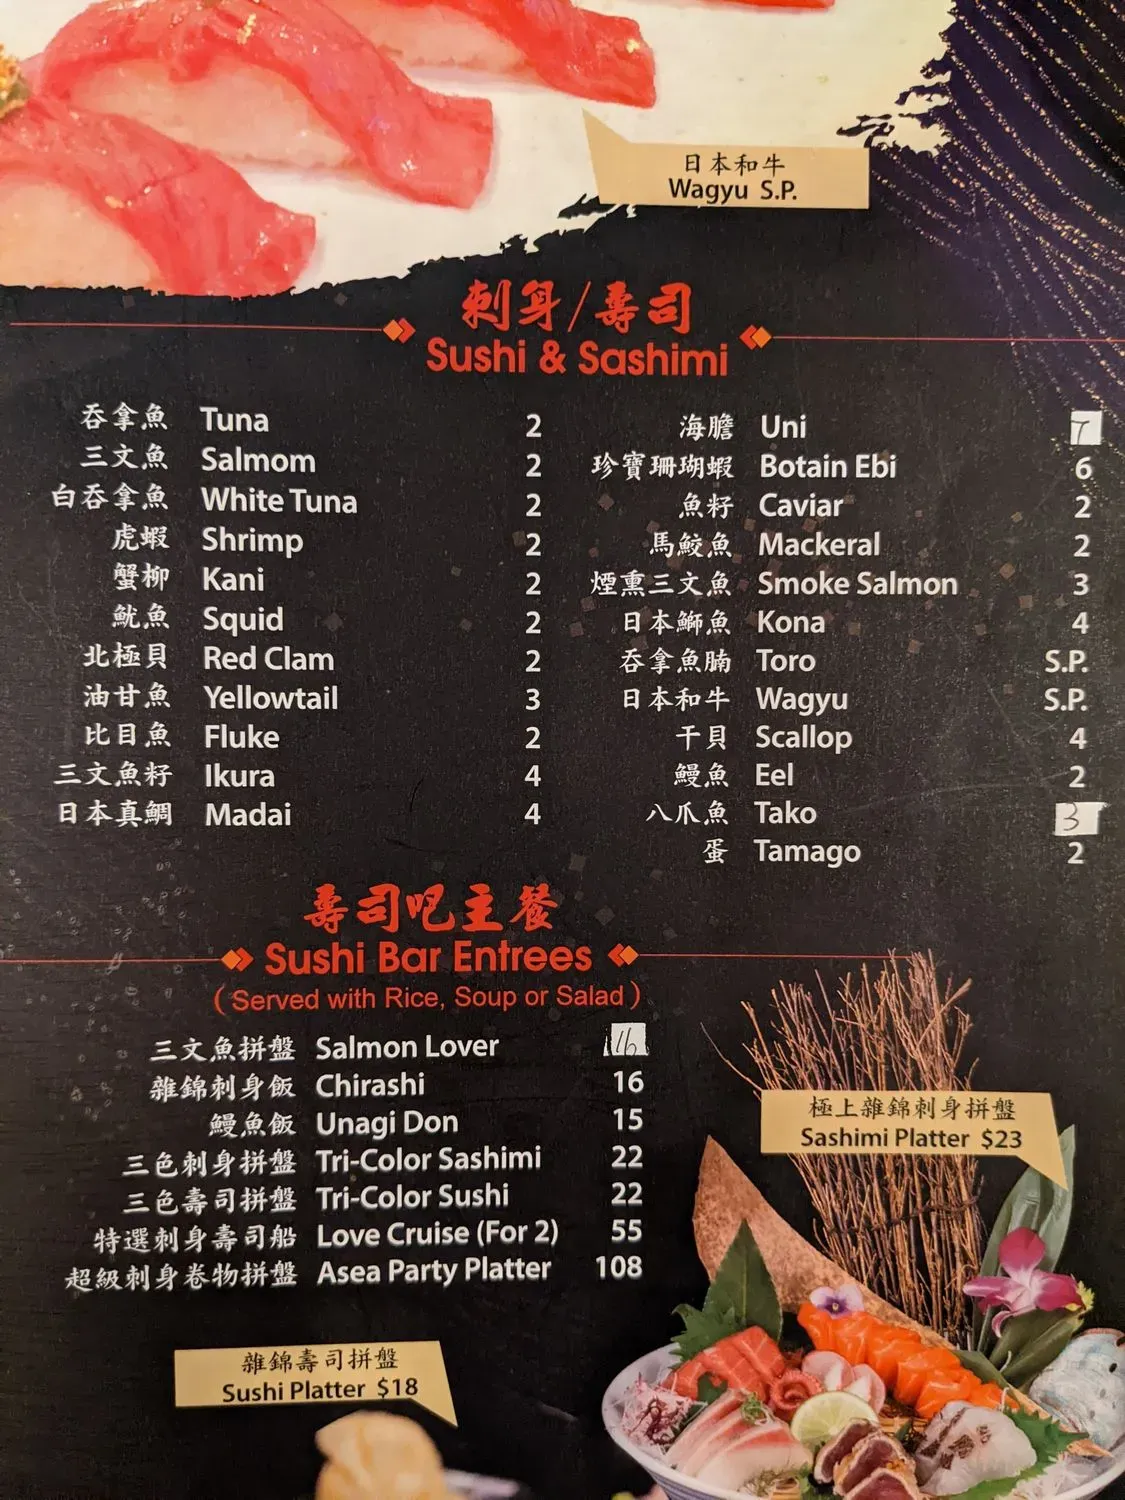 日本和牛
Wagyu S.P.
刺身/壽司
Sushi & Sashimi
吞拿魚 Tuna 2
三文魚 Salmom 2
白吞拿魚 White Tuna 2
虎蝦 Shrimp 2
蟹柳 Kani 2
魷魚 Squid 2
北極貝 Red Clam 2
油甘魚 Yellowtail 3
比目魚 Fluke 2
三文魚籽 Ikura 4
日本真鯛 Madai 4
海膽 Uni 7
珍寶珊瑚蝦 Botain Ebi 6
魚籽 Caviar 2
馬鮫魚 Mackeral 2
煙熏三文魚 Smoke Salmon 3
日本鰤魚 Kona 4
吞拿魚腩 Toro S.P.
日本和牛 Wagyu S.P.
干貝 Scallop 4
鰻魚 Eel 2
八爪魚 Tako 3
蛋 Tamago 2
壽司吧主餐
Sushi Bar Entrees
(Served with Rice, Soup or Salad)
三文魚拼盤 Salmon Lover 16
雜錦刺身飯 Chirashi 16
鰻魚飯 Unagi Don 15
三色刺身拼盤 Tri-Color Sashimi 22
三色壽司拼盤 Tri-Color Sushi 22
特選刺身壽司船 Love Cruise (For 2) 55
超級刺身卷物拼盤 Asea Party Platter 108
極上雜錦刺身拼盤
Sashimi Platter $23
雜錦壽司拼盤
Sushi Platter $18